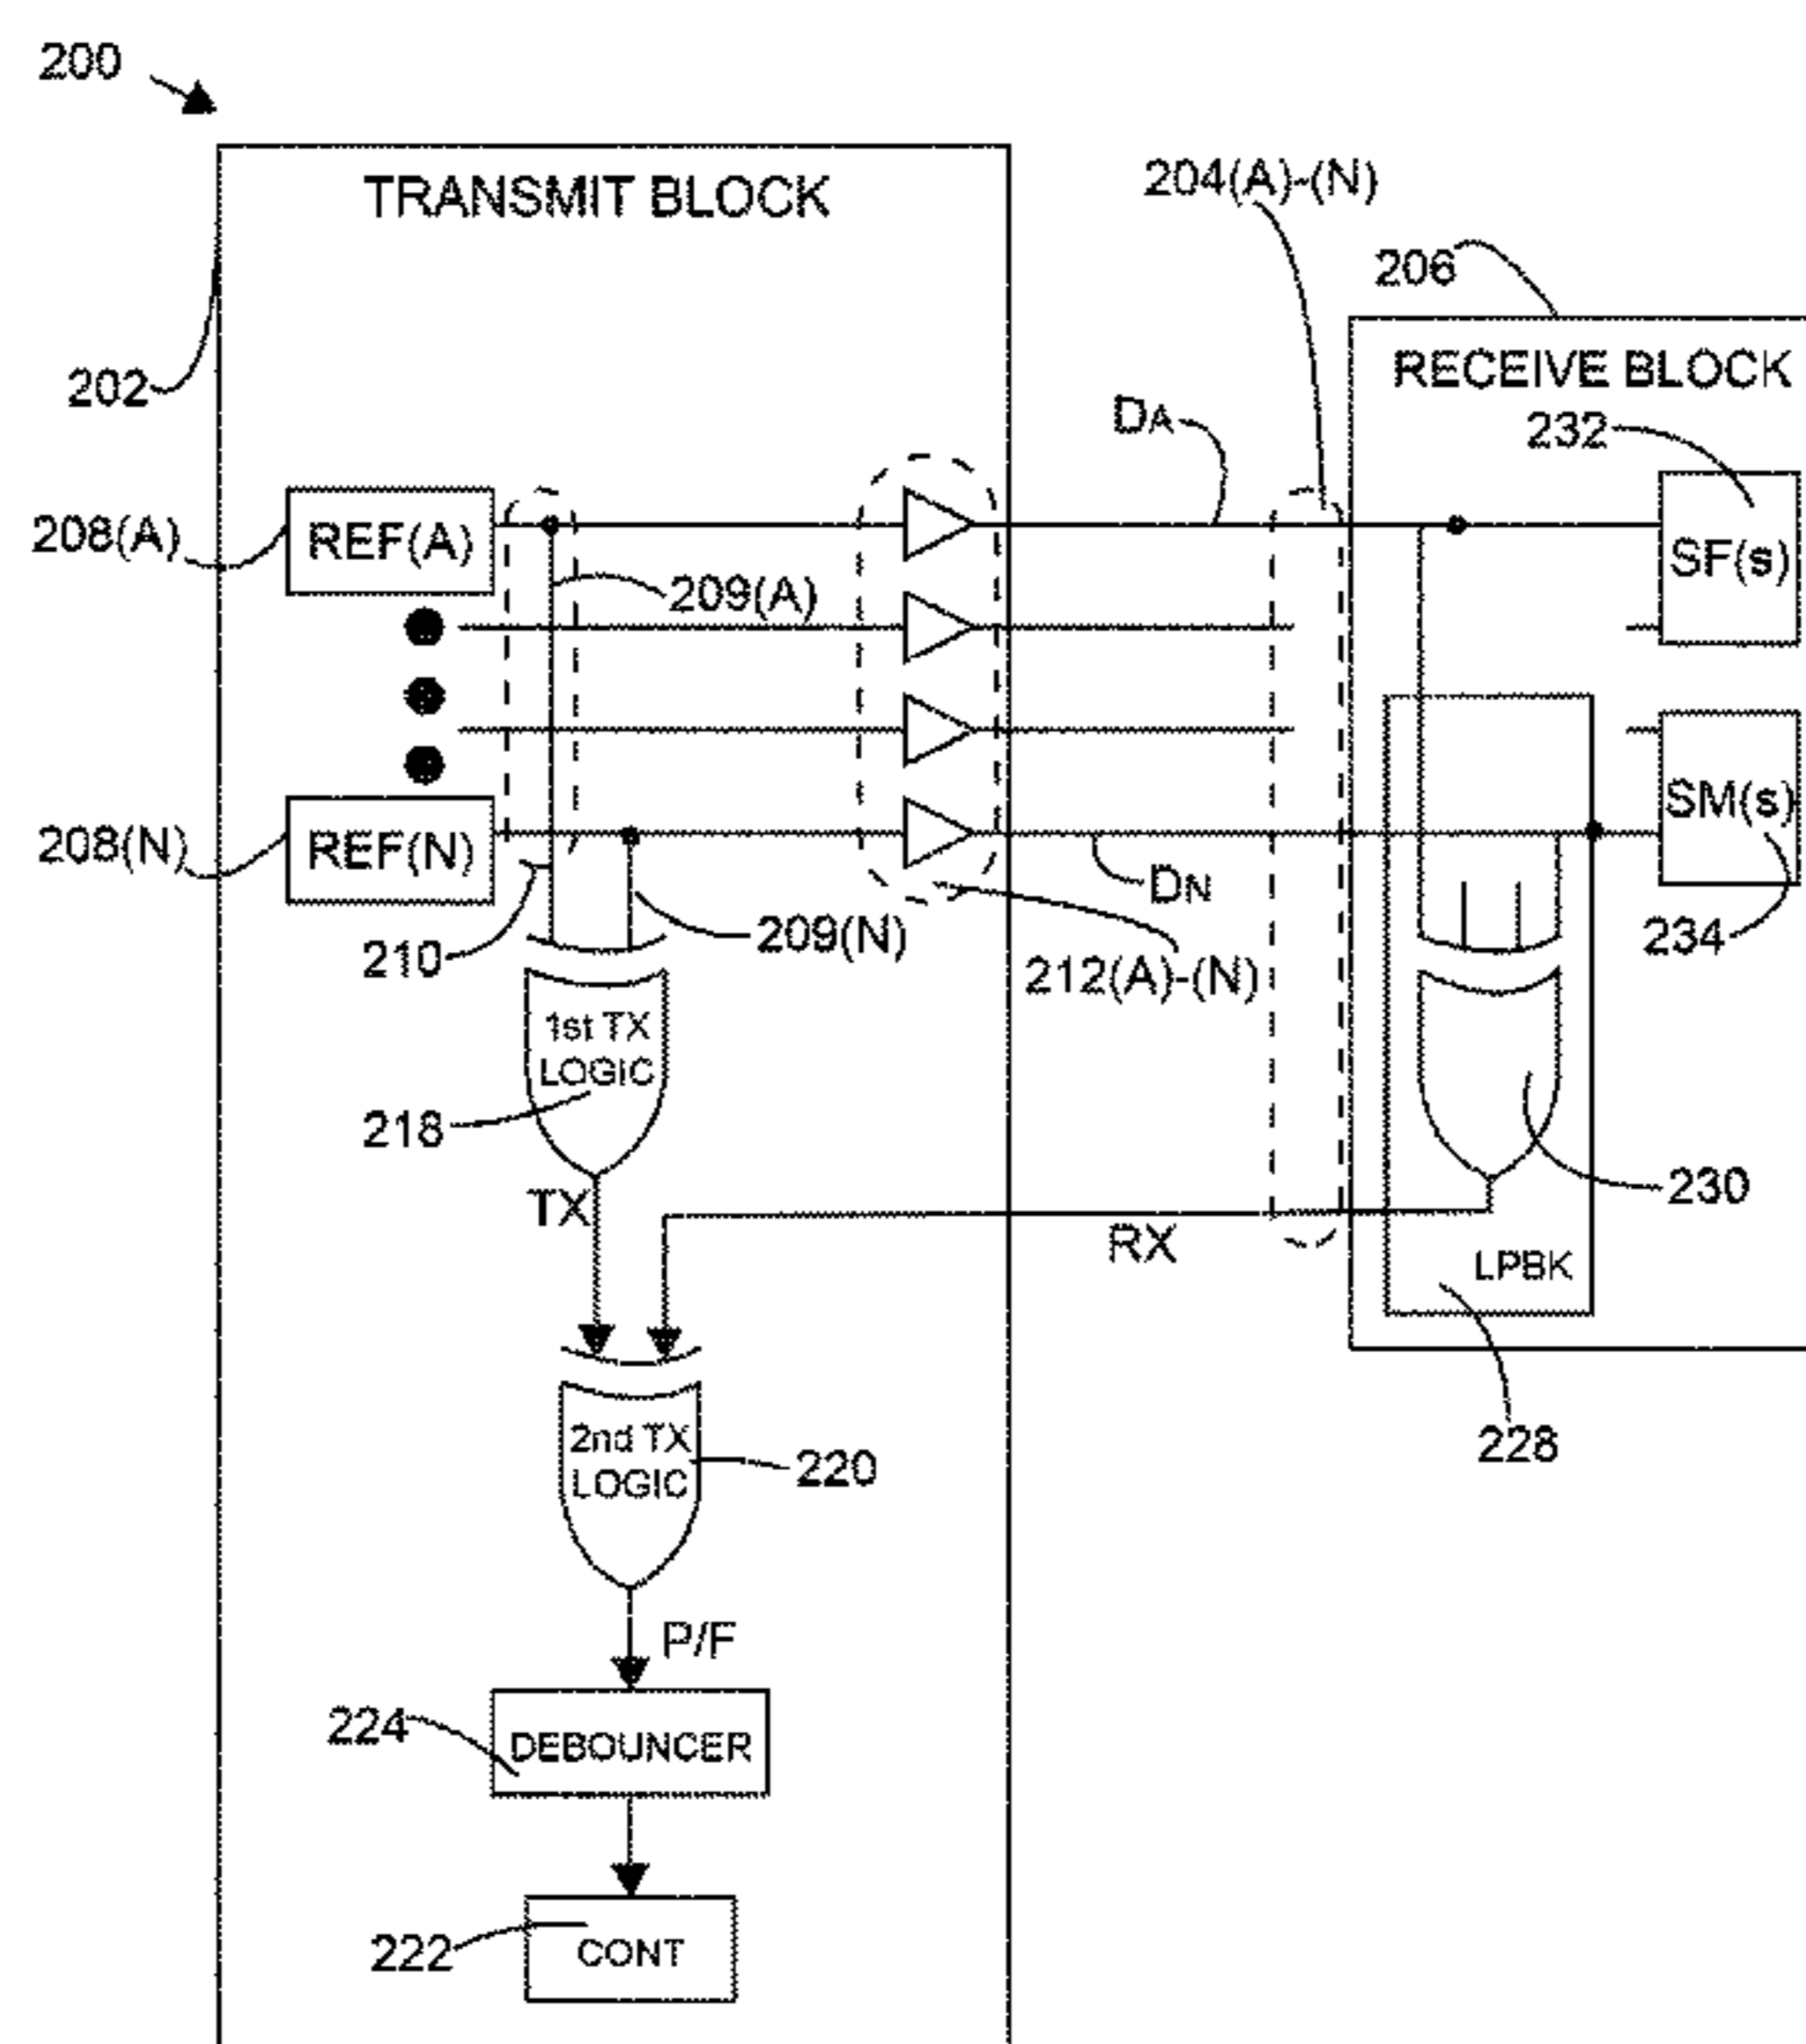 200
TRANSMIT BLOCK
204(A)-(N)
206
202
RECEIVE BLOCK
232
DA
208(A)
REF(A)
SF(s)
209(A)
208(N)
REF(N)
SM(s)
DN
210
209(N)
234
212(A)-(N)
1st TX
LOGIC
218
230
TX
RX
LPBK
2nd TX
LOGIC
220
228
P/F
224
DEBOUNCER
222
CONT